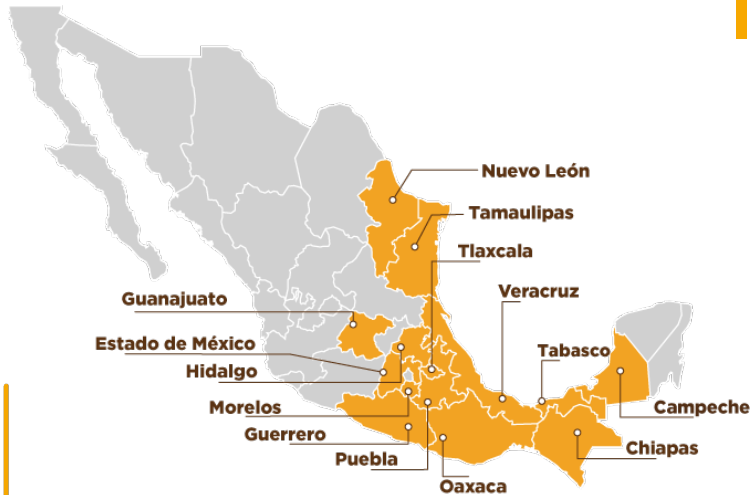 Nuevo León
Tamaulipas
Tlaxcala
Veracruz
Guanajuato
Estado de México
Tabasco
Hidalgo
Morelos
Campeche
Guerrero
Chiapas
Puebla
Oaxaca